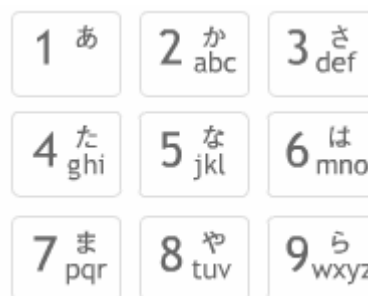 1 あ
2 か abc
3 さ def
4 た ghi
5 な jkl
6 は mno
7 ま pqr
8 や tuv
9 ら wxyz